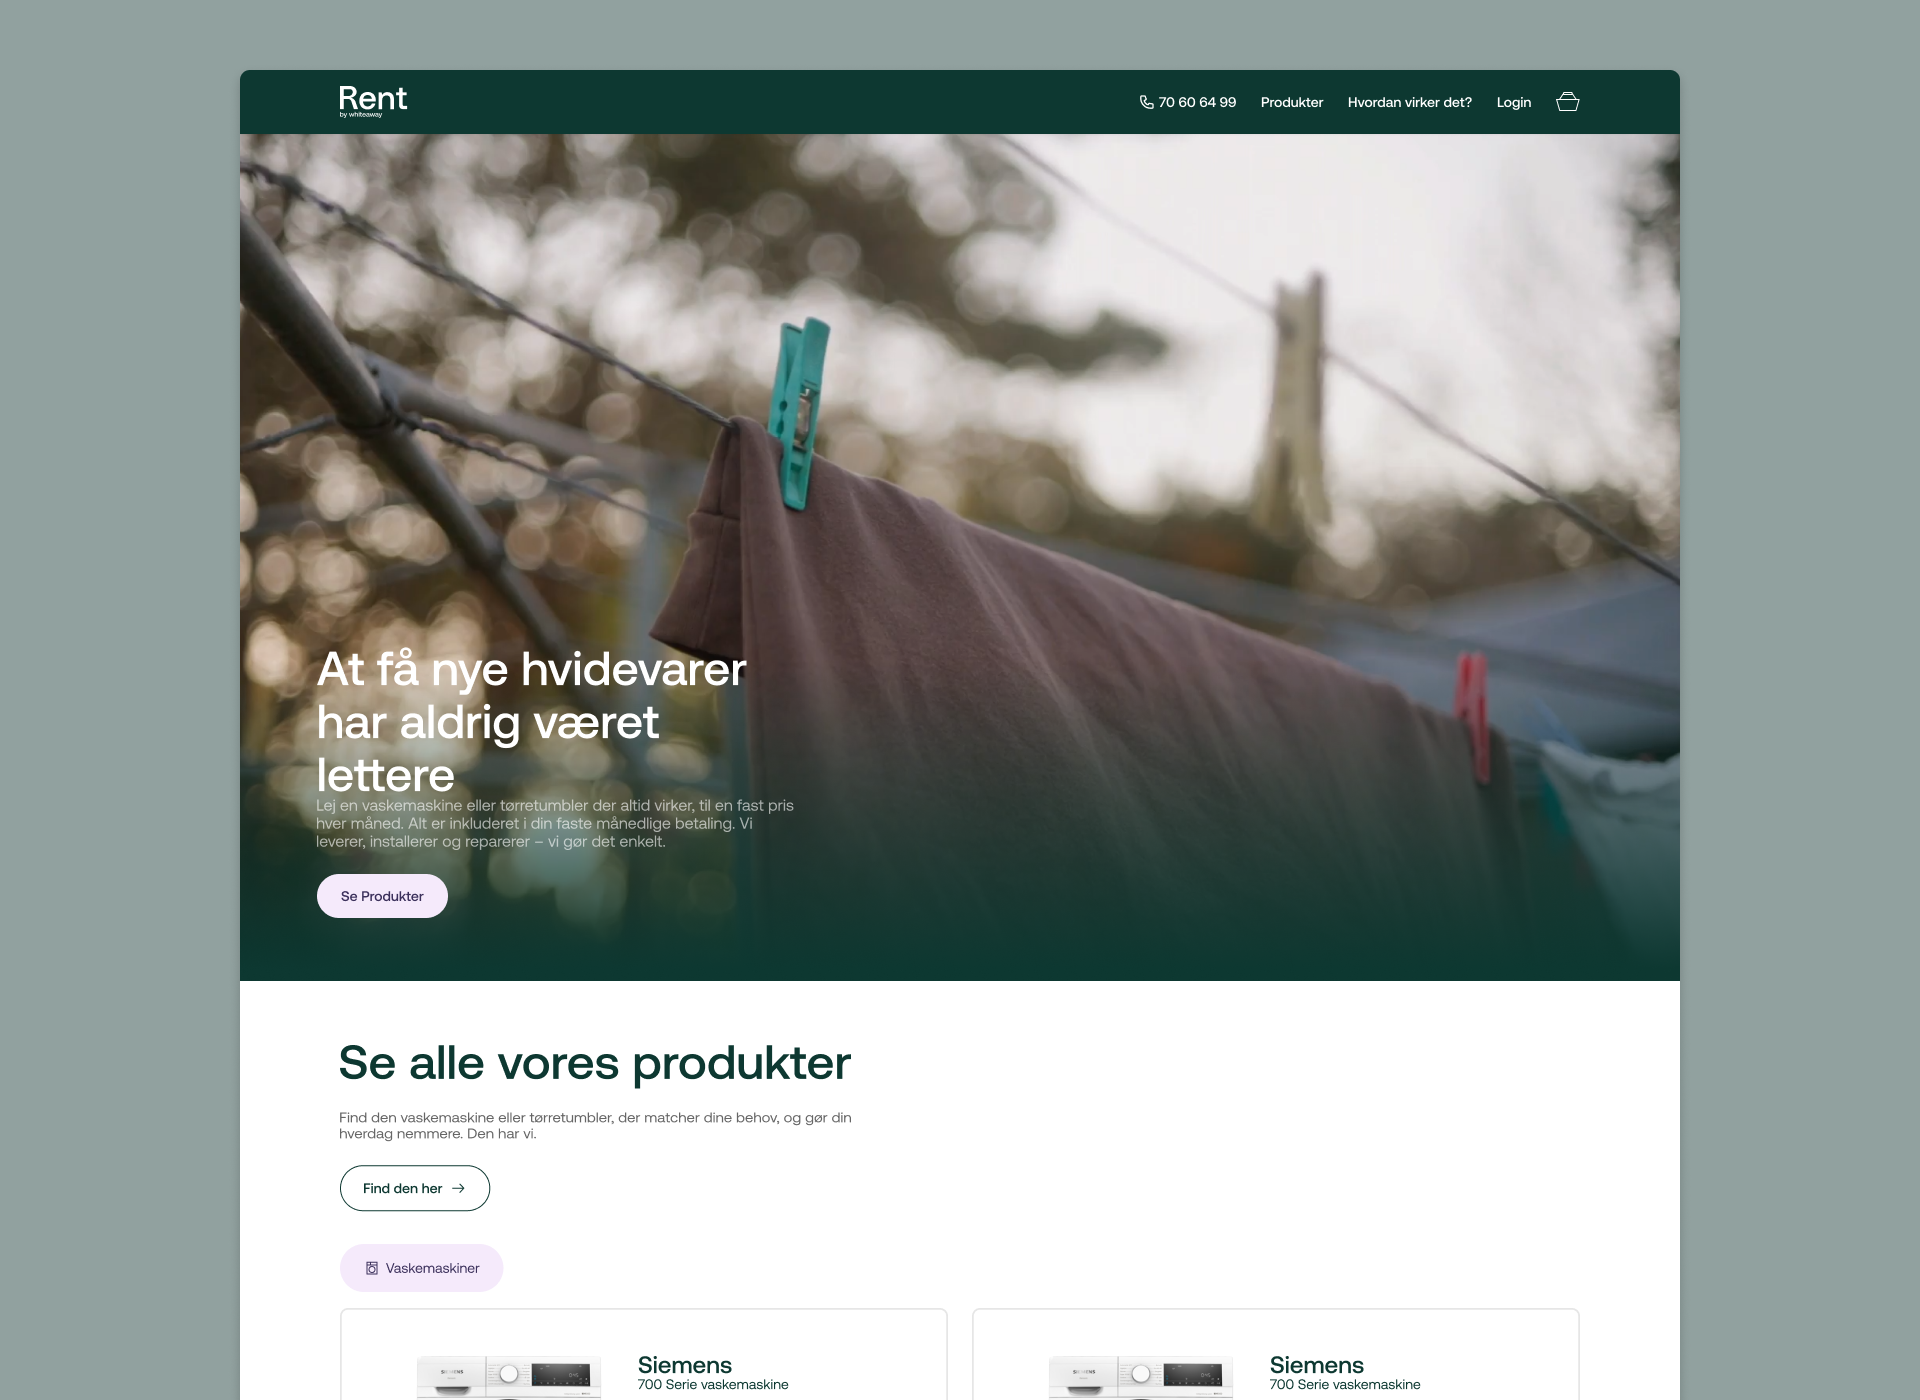 Rent
by whiteaway
70 60 64 99
Produkter
Hvordan virker det?
Login
At få nye hvidevarer
har aldrig været
lettere
Lej en vaskemaskine eller tørretumbler der altid virker, til en fast pris
hver måned. Alt er inkluderet i din faste månedlige betaling. Vi
leverer, installerer og reparerer – vi gør det enkelt.
Se Produkter
Se alle vores produkter
Find den vaskemaskine eller tørretumbler, der matcher dine behov, og gør din
hverdag nemmere. Den har vi.
Find den her
Vaskemaskiner
SIEMENS
Siemens
700 Serie vaskemaskine
SIEMENS
Siemens
700 Serie vaskemaskine